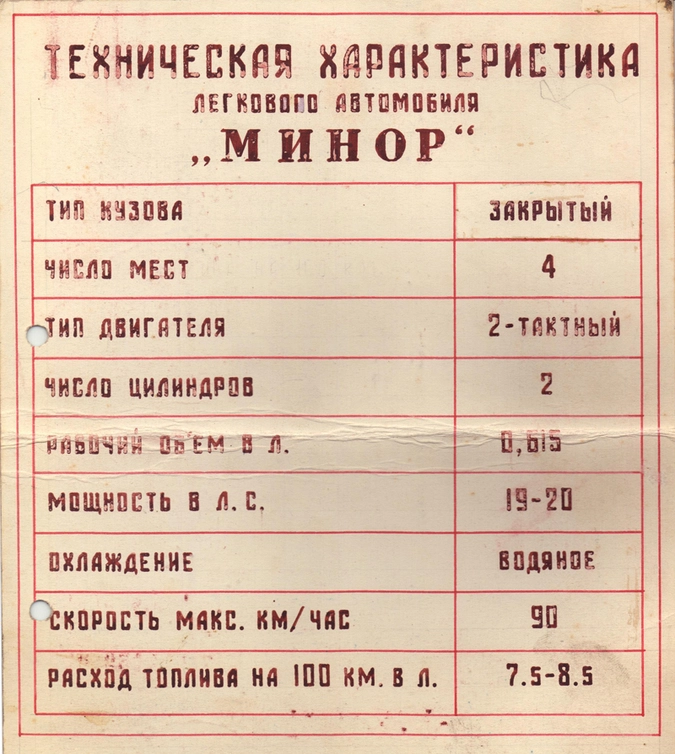 ТЕХНИЧЕСКАЯ ХАРАКТЕРИСТИКА
ЛЕГКОВОГО АВТОМОБИЛЯ
„МИНОР“
ТИП КУЗОВА ЗАКРЫТЫЙ
ЧИСЛО МЕСТ 4
ТИП ДВИГАТЕЛЯ 2-ТАКТНЫЙ
ЧИСЛО ЦИЛИНДРОВ 2
РАБОЧИЙ ОБ'ЕМ В Л. 0,615
МОЩНОСТЬ В Л.С. 19-20
ОХЛАЖДЕНИЕ ВОДЯНОЕ
СКОРОСТЬ МАКС. КМ/ЧАС 90
РАСХОД ТОПЛИВА НА 100 КМ. В Л. 7.5-8.5